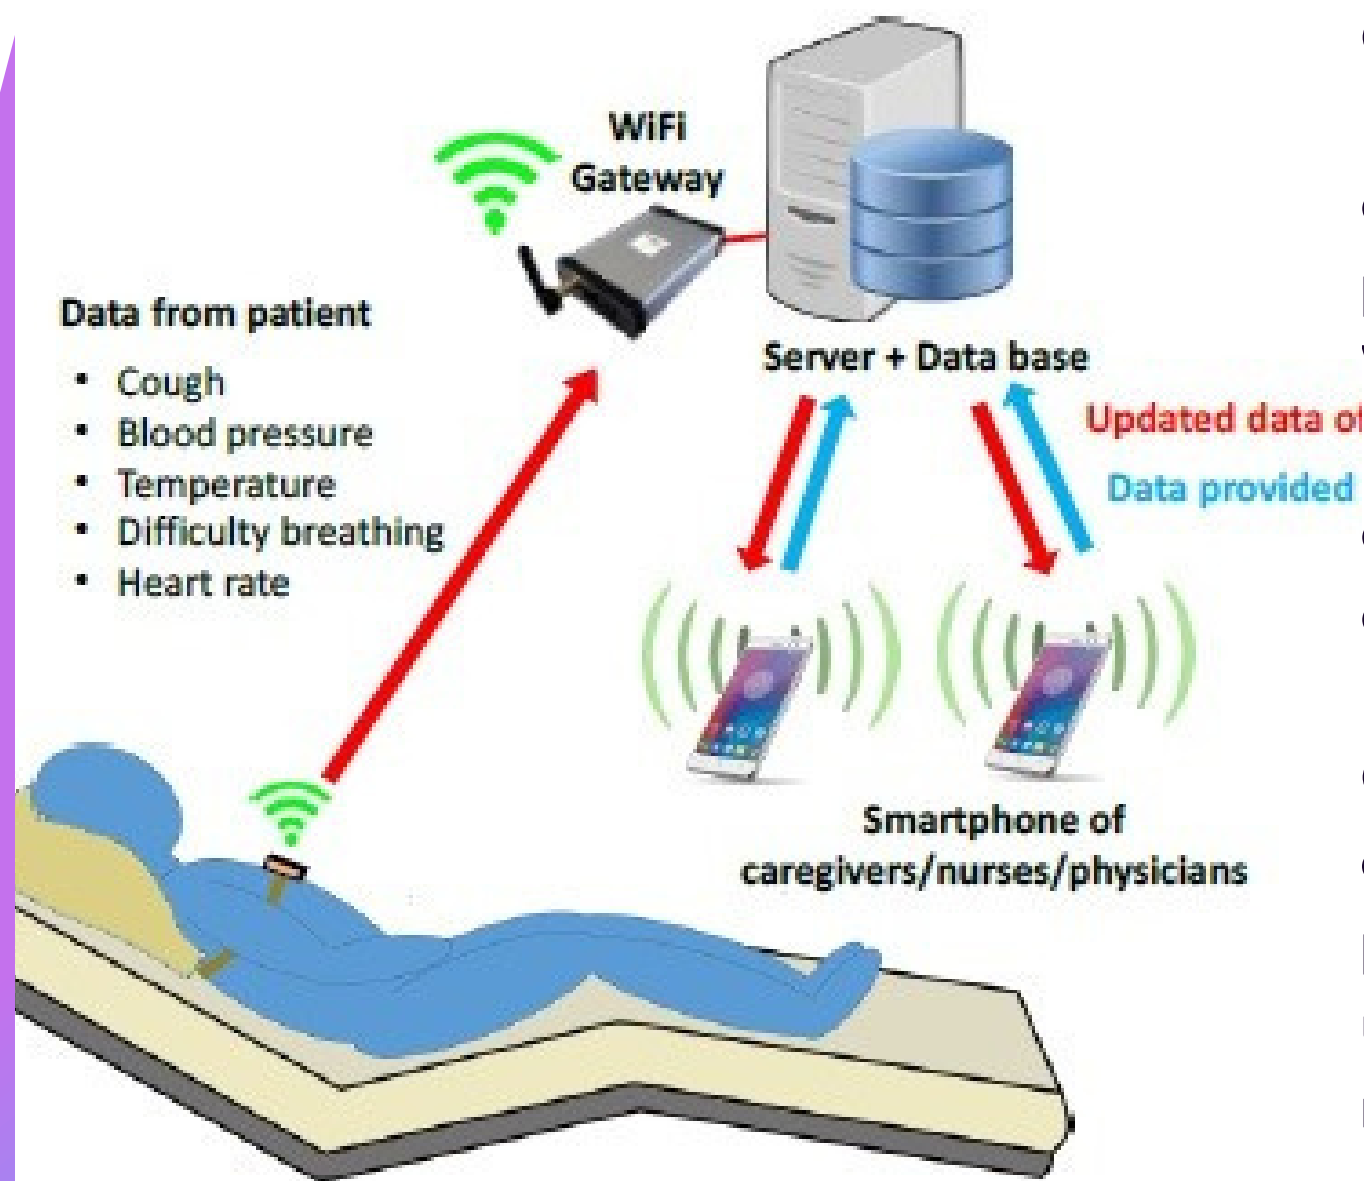 WiFi
Gateway
Data from patient
• Cough
• Blood pressure
• Temperature
• Difficulty breathing
• Heart rate
Server + Data base
Updated data of
Data provided
Smartphone of
caregivers/nurses/physicians